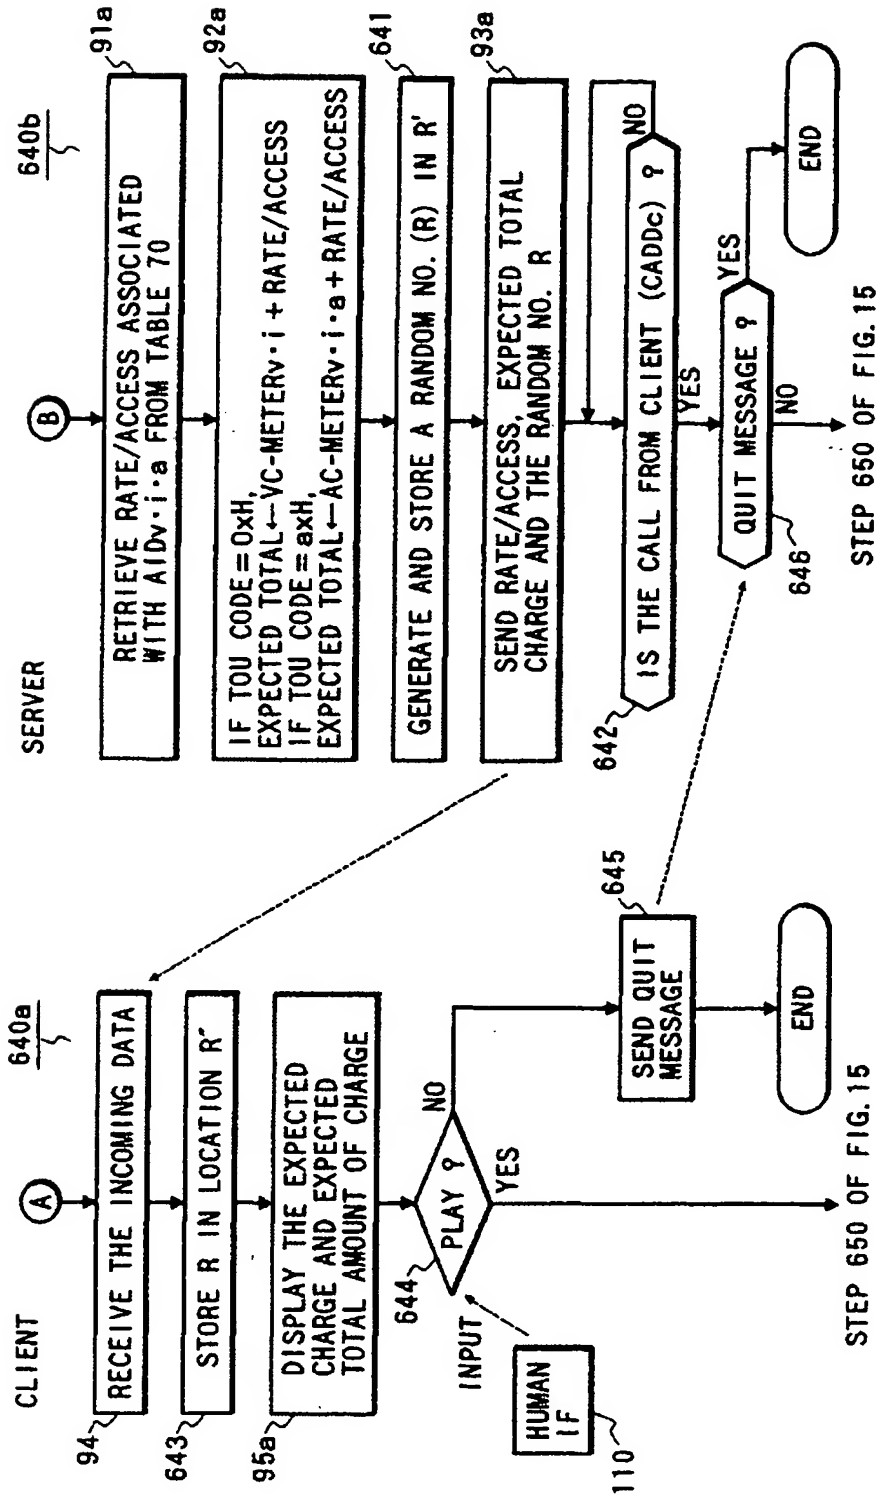 CLIENT
640a
A
94
RECEIVE THE INCOMING DATA
643
STORE R IN LOCATION R″
95a
DISPLAY THE EXPECTED
CHARGE AND EXPECTED
TOTAL AMOUNT OF CHARGE
644
PLAY ?
NO
YES
INPUT
HUMAN
IF
110
645
SEND QUIT
MESSAGE
END
STEP 650 OF FIG. 15
SERVER
640b
B
91a
RETRIEVE RATE/ACCESS ASSOCIATED
WITH AIDv·i·a FROM TABLE 70
92a
IF TOU CODE=0xH,
EXPECTED TOTAL←VC-METERv·i+RATE/ACCESS
IF TOU CODE=axH,
EXPECTED TOTAL←AC-METERv·i·a+RATE/ACCESS
641
GENERATE AND STORE A RANDOM NO. (R) IN R'
93a
SEND RATE/ACCESS, EXPECTED TOTAL
CHARGE AND THE RANDOM NO. R
642
IS THE CALL FROM CLIENT (CADDc) ?
NO
YES
646
QUIT MESSAGE ?
YES
NO
END
STEP 650 OF FIG. 15